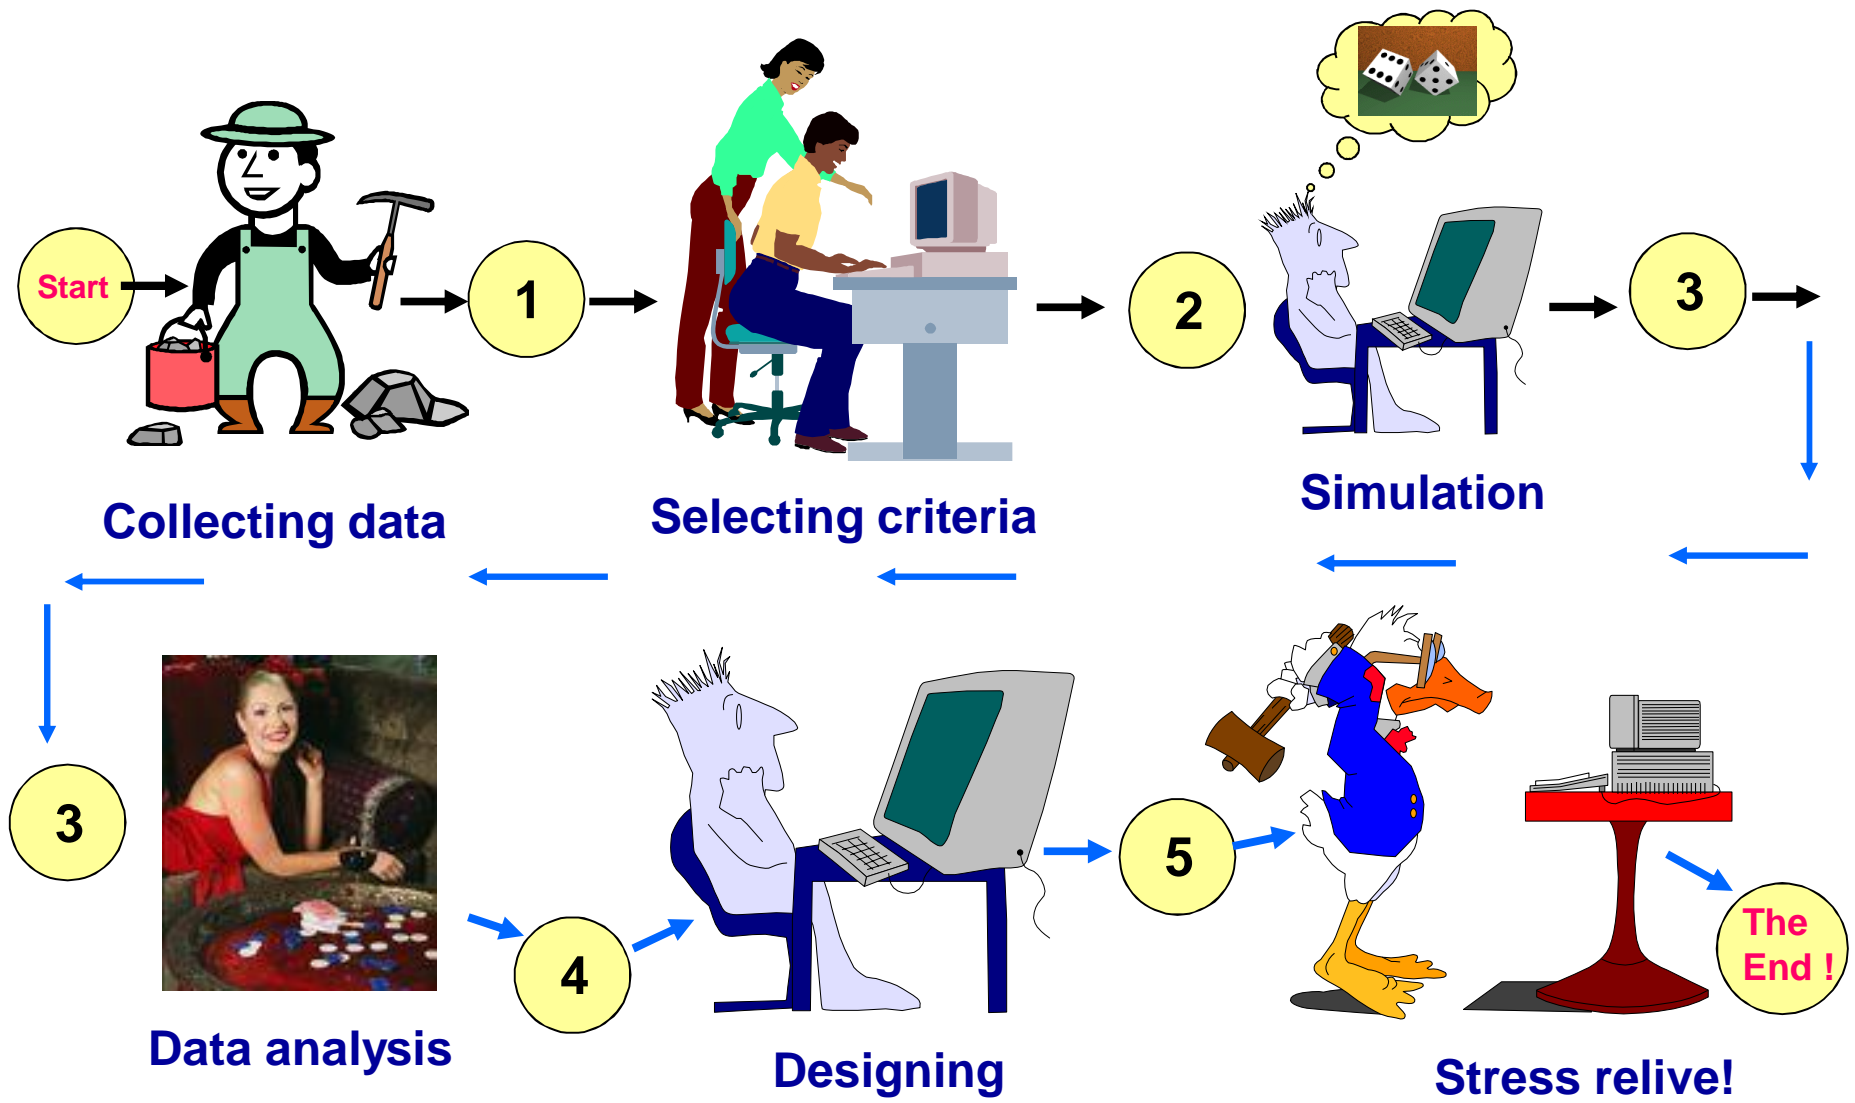 Start
1
2
3
Collecting data
Selecting criteria
Simulation
3
4
5
The
End !
Data analysis
Designing
Stress relive!